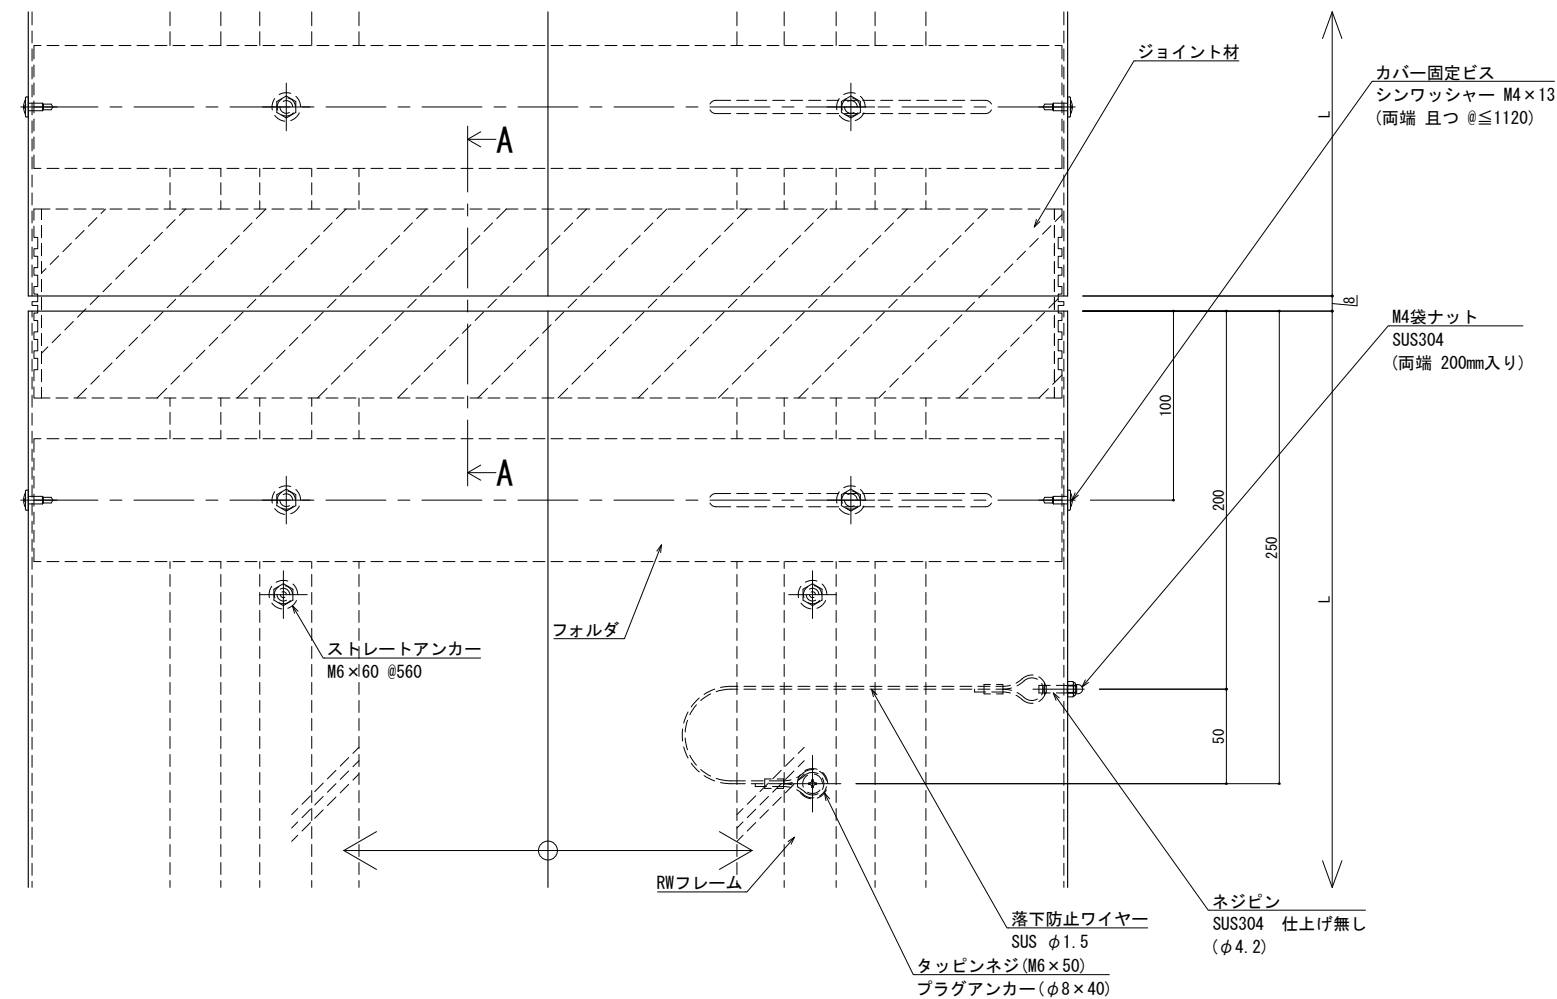 ジョイント材
カバー固定ビス
シンワッシャー M4×13
(両端 且つ @≦1120)
L
A
8
M4袋ナット
SUS304
(両端 200mm入り)
100
A
200
250
L
フォルダ
ストレートアンカー
M6×60 @560
50
RWフレーム
ネジピン
SUS304 仕上げ無し
(φ4.2)
落下防止ワイヤー
SUS φ1.5
タッピンネジ(M6×50)
プラグアンカー(φ8×40)